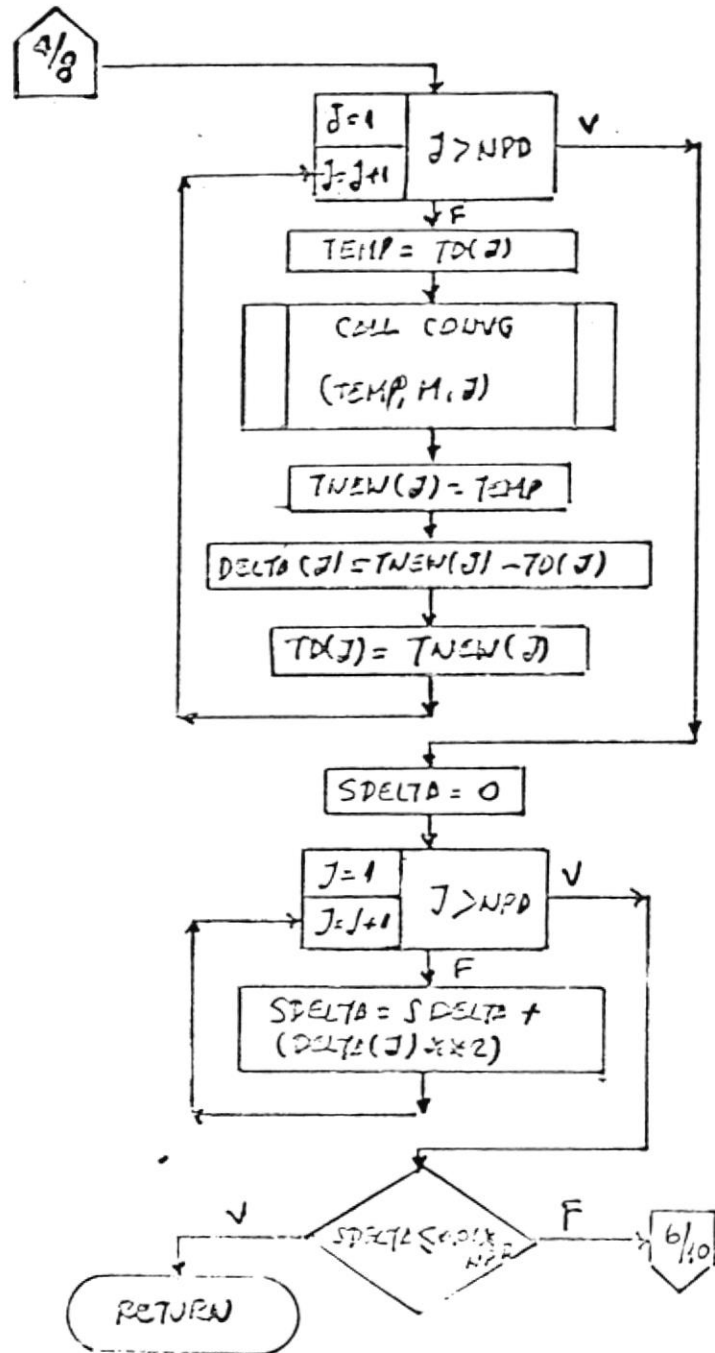 4/8
J=1
J=J+1
J>NPD
V
F
TEMP = TD(J)
CALL CONVG
(TEMP, M, J)
TNEW(J) = TEMP
DELTA(J) = TNEW(J) - TD(J)
TD(J) = TNEW(J)
SDELTA = 0
J=1
J=J+1
J>NPD
V
F
SDELTA = SDELTA +
(DELTA(J)**2)
V
F
6/10
RETURN